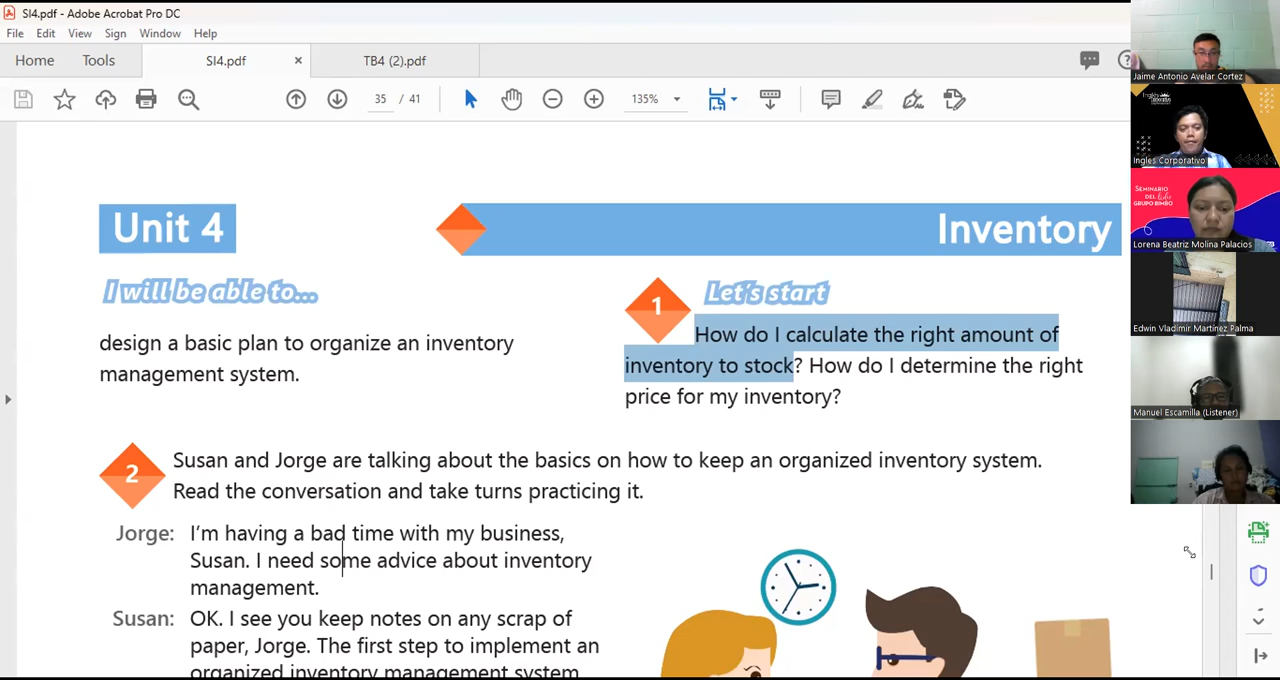 SI4.pdf - Adobe Acrobat Pro DC
File Edit View Sign Window Help
Home Tools SI4.pdf × TB4 (2).pdf
35 / 41 135%
Unit 4
Inventory
I will be able to...
design a basic plan to organize an inventory
management system.
1 Let's start
How do I calculate the right amount of
inventory to stock? How do I determine the right
price for my inventory?
2 Susan and Jorge are talking about the basics on how to keep an organized inventory system.
Read the conversation and take turns practicing it.
Jorge: I'm having a bad time with my business,
Susan. I need some advice about inventory
management.
Susan: OK. I see you keep notes on any scrap of
paper, Jorge. The first step to implement an
organized inventory management system
Jaime Antonio Avelar Cortez
Ingles Corporativo
SEMINARIO
DEL Líder
GRUPO BIMBO
Lorena Beatriz Molina Palacios
Edwin Vladimir Martínez Palma
Manuel Escamilla (Listener)